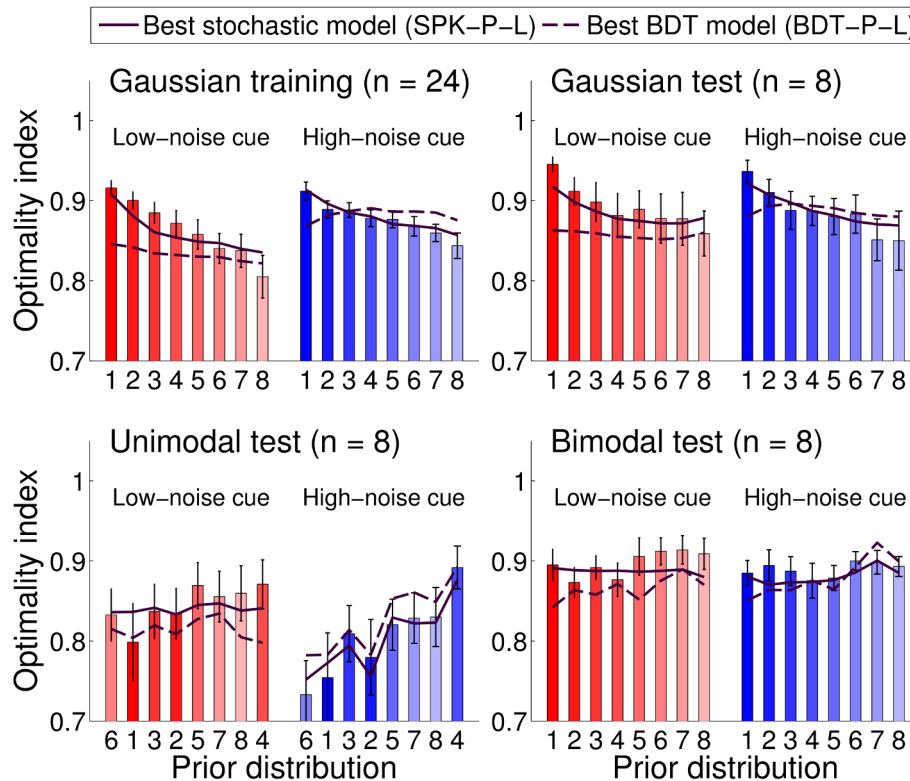 Best stochastic model (SPK−P−L) Best BDT model (BDT−P−L)
Gaussian training (n = 24)
Low−noise cue High−noise cue
Optimality index
1
0.9
0.8
0.7
1 2 3 4 5 6 7 8 1 2 3 4 5 6 7 8
Gaussian test (n = 8)
Low−noise cue High−noise cue
1
0.9
0.8
0.7
1 2 3 4 5 6 7 8 1 2 3 4 5 6 7 8
Unimodal test (n = 8)
Low−noise cue High−noise cue
Optimality index
1
0.9
0.8
0.7
6 1 3 2 5 7 8 4 6 1 3 2 5 7 8 4
Prior distribution
Bimodal test (n = 8)
Low−noise cue High−noise cue
1
0.9
0.8
0.7
1 2 3 4 5 6 7 8 1 2 3 4 5 6 7 8
Prior distribution